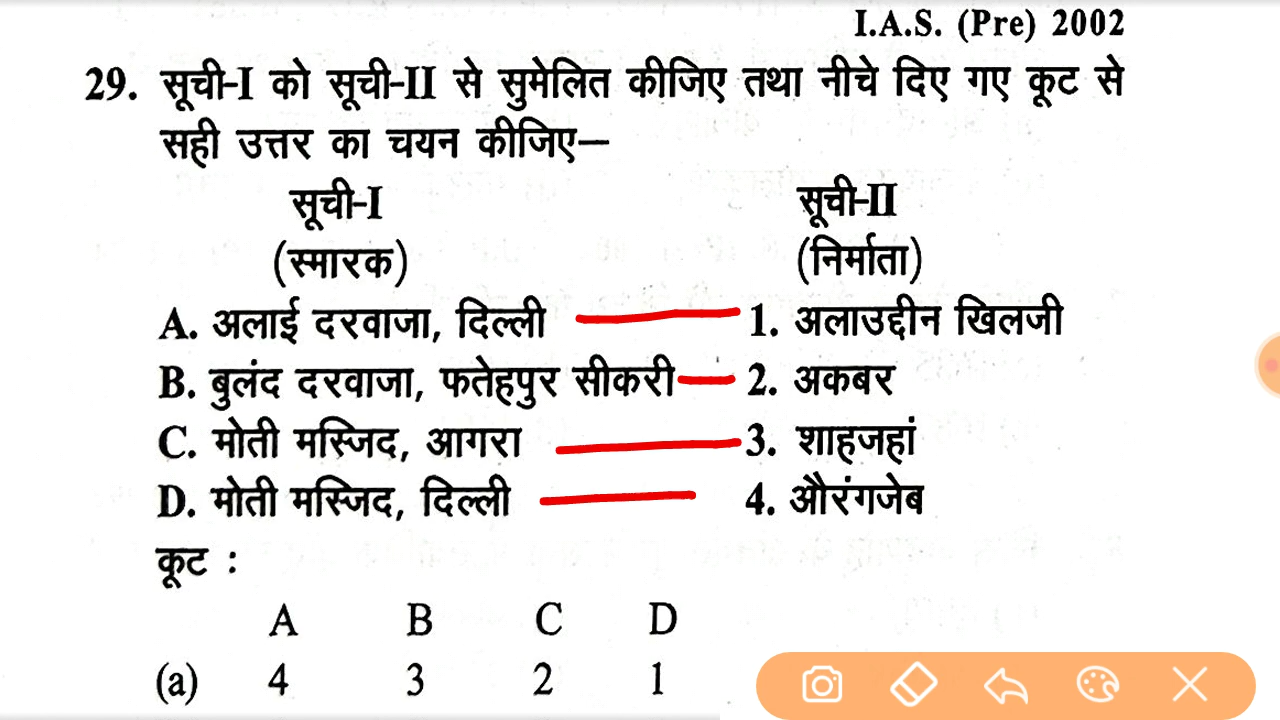 I.A.S. (Pre) 2002
29. सूची-I को सूची-II से सुमेलित कीजिए तथा नीचे दिए गए कूट से
सही उत्तर का चयन कीजिए–
सूची-I सूची-II
(स्मारक) (निर्माता)
A. अलाई दरवाजा, दिल्ली 1. अलाउद्दीन खिलजी
B. बुलंद दरवाजा, फतेहपुर सीकरी 2. अकबर
C. मोती मस्जिद, आगरा 3. शाहजहां
D. मोती मस्जिद, दिल्ली 4. औरंगजेब
कूट :
A B C D
(a) 4 3 2 1